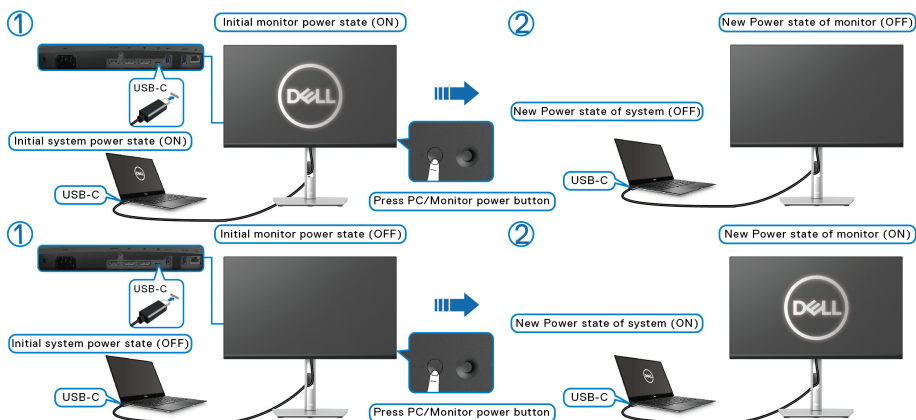 1
Initial monitor power state (ON)
2
New Power state of monitor (OFF)
USB-C
DELL
New Power state of system (OFF)
Initial system power state (ON)
DELL
USB-C
USB-C
Press PC/Monitor power button
1
Initial monitor power state (OFF)
2
New Power state of monitor (ON)
USB-C
DELL
New Power state of system (ON)
Initial system power state (OFF)
DELL
USB-C
USB-C
Press PC/Monitor power button